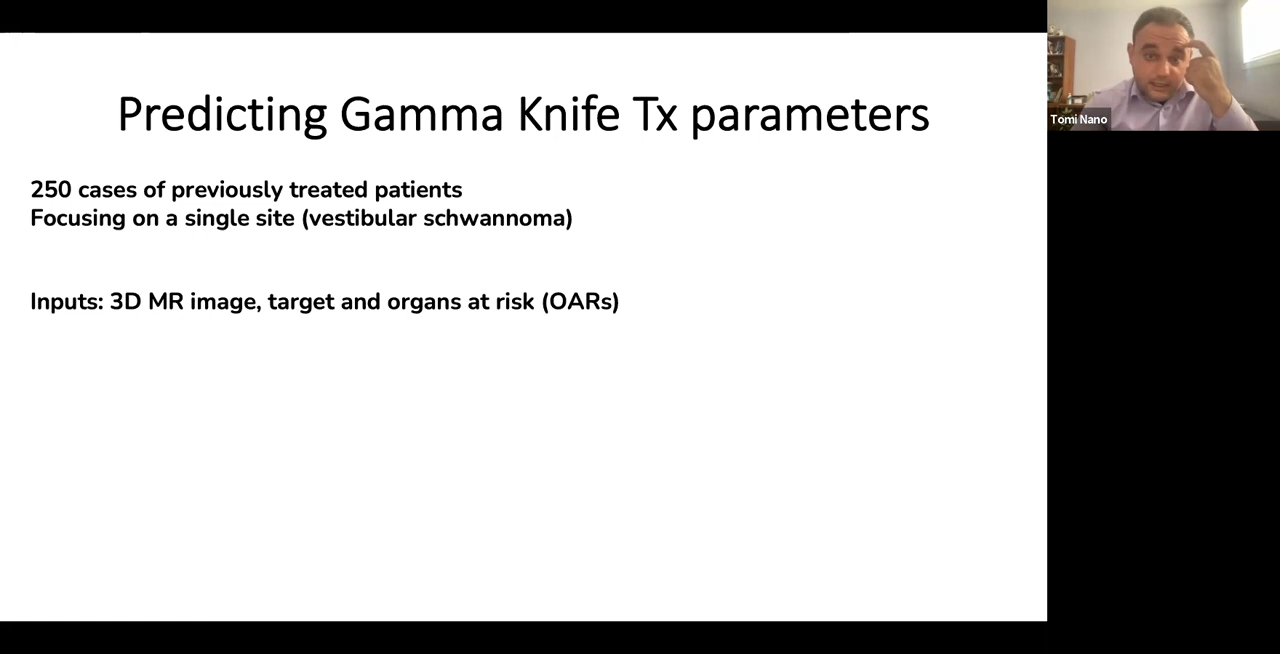 Predicting Gamma Knife Tx parameters
250 cases of previously treated patients
Focusing on a single site (vestibular schwannoma)
Inputs: 3D MR image, target and organs at risk (OARs)
Tomi Nano